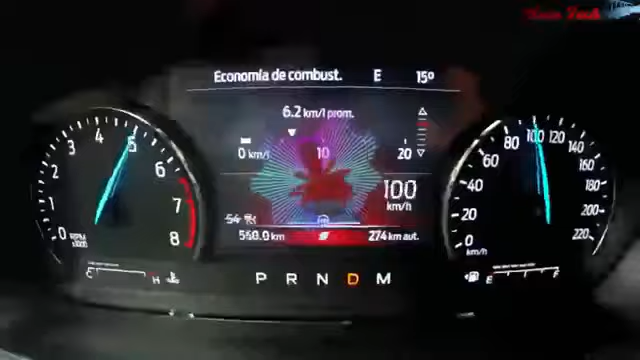 Economía de combust. E 15º
6.2 km/l prom.
0 km/l 10 20
100
km/h
560.0 km 274 km aut.
0 1 2 3 4 5 6 7 8
RPM
x1000
0 20 40 60 80 100 120 140 160 180 200 220
km/h
C H
E F
P R N D M